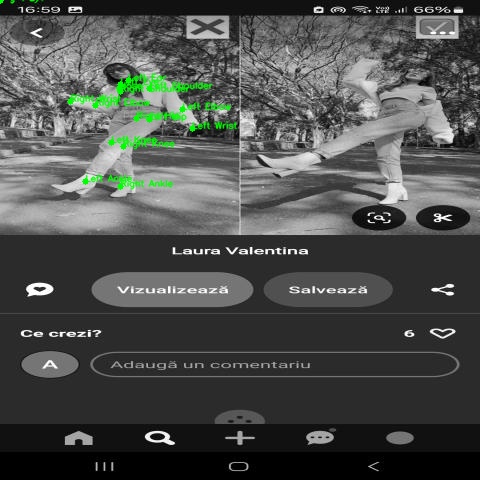 16:59
66%
Right Elbow
Left Elbow
Left Wrist
Left Knee
Left Ankle
Right Ankle
Laura Valentina
Vizualizează
Salvează
Ce crezi?
6
A
Adaugă un comentariu